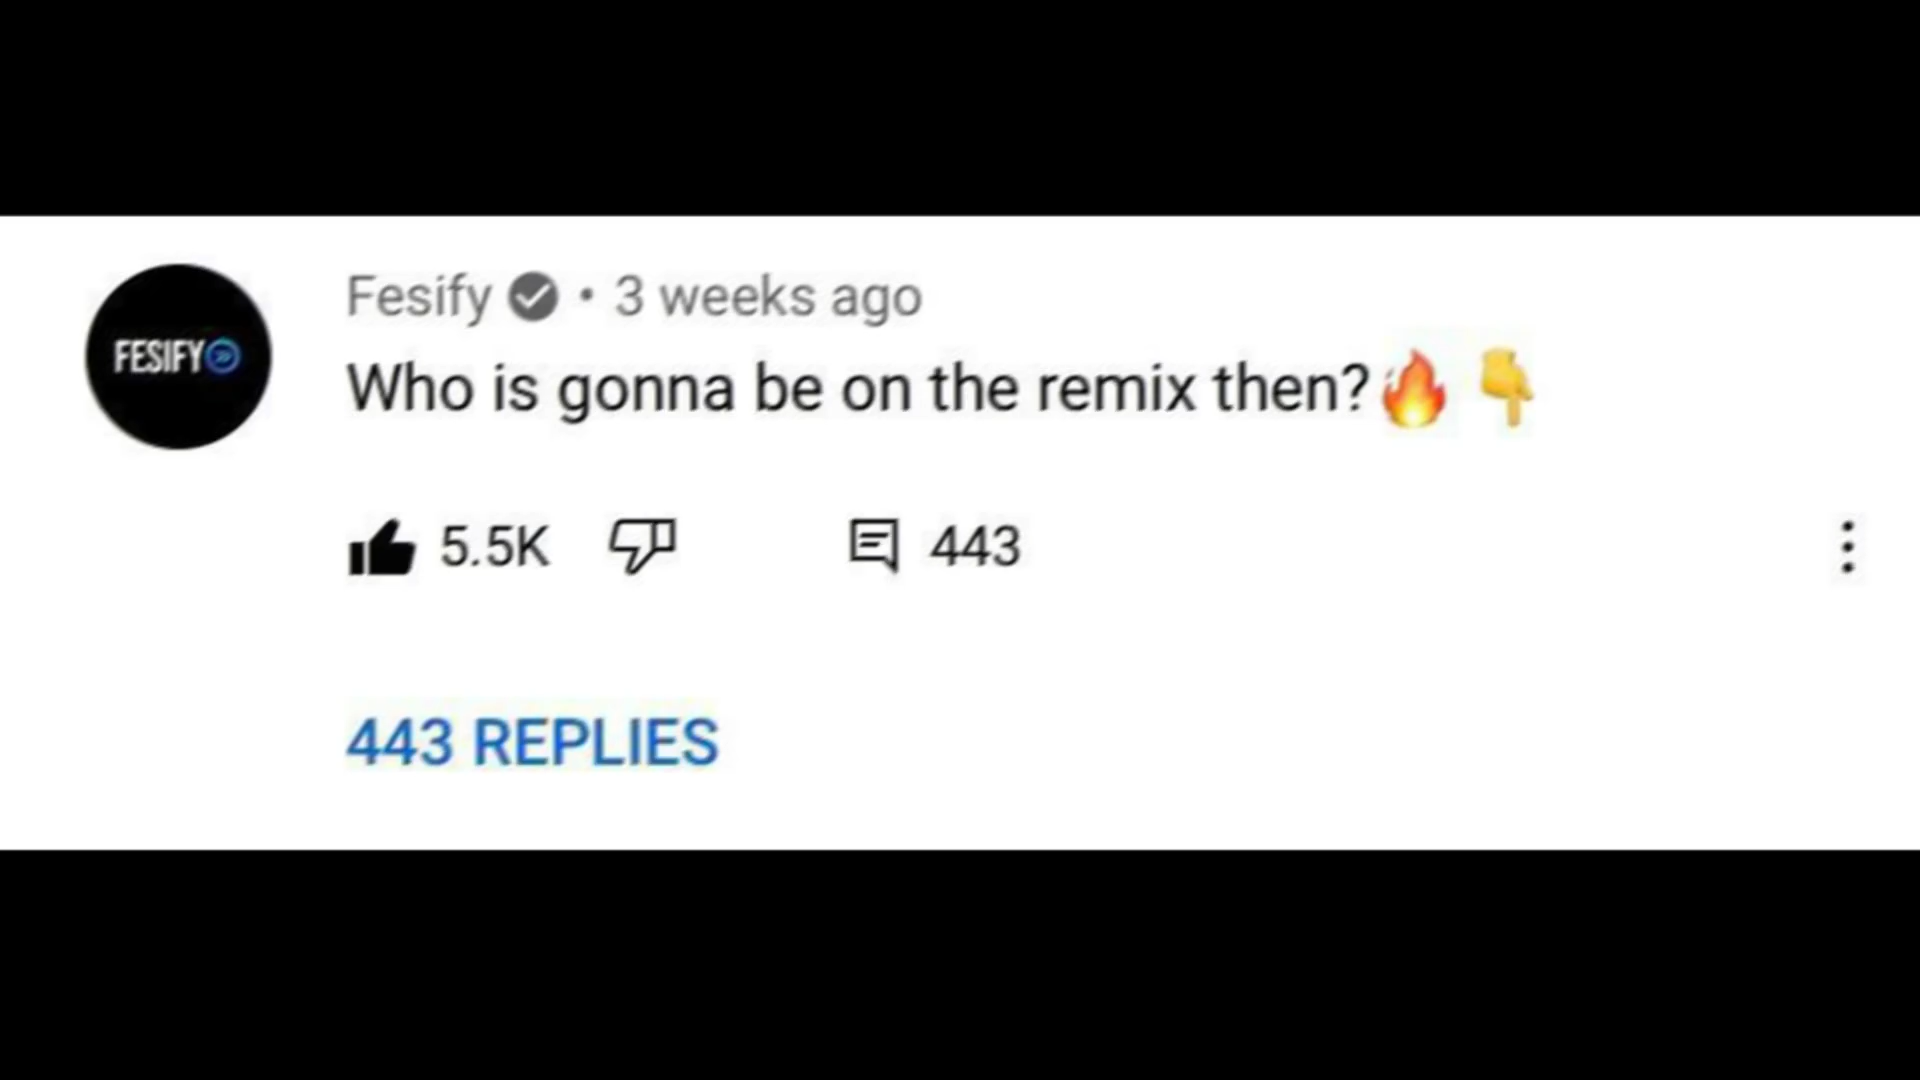 FESIFY
Fesify • 3 weeks ago
Who is gonna be on the remix then?🔥 👇
5.5K 443
443 REPLIES